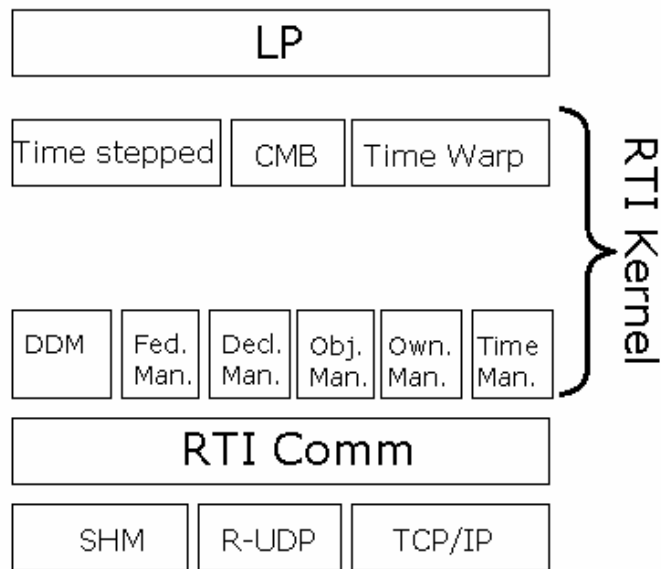 LP
Time stepped
CMB
Time Warp
RTI Kernel
DDM
Fed.
Man.
Decl.
Man.
Obj.
Man.
Own.
Man.
Time
Man.
RTI Comm
SHM
R-UDP
TCP/IP